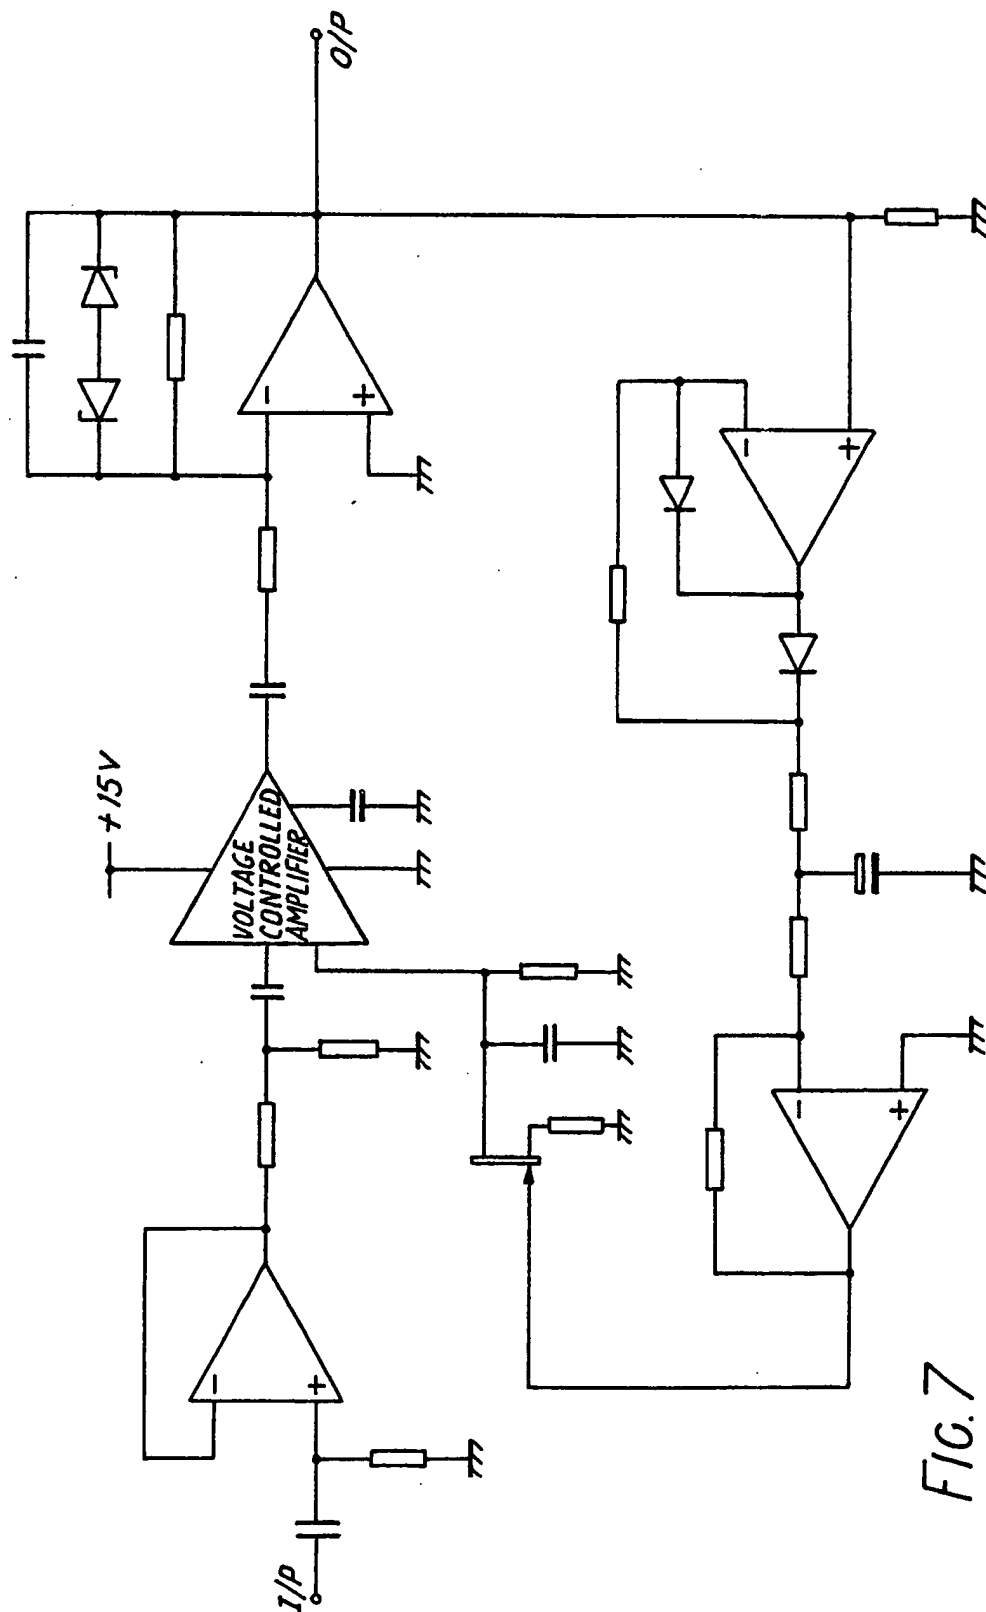 I/P
+15V
VOLTAGE
CONTROLLED
AMPLIFIER
O/P
-
+
-
+
-
+
-
+
FIG. 7